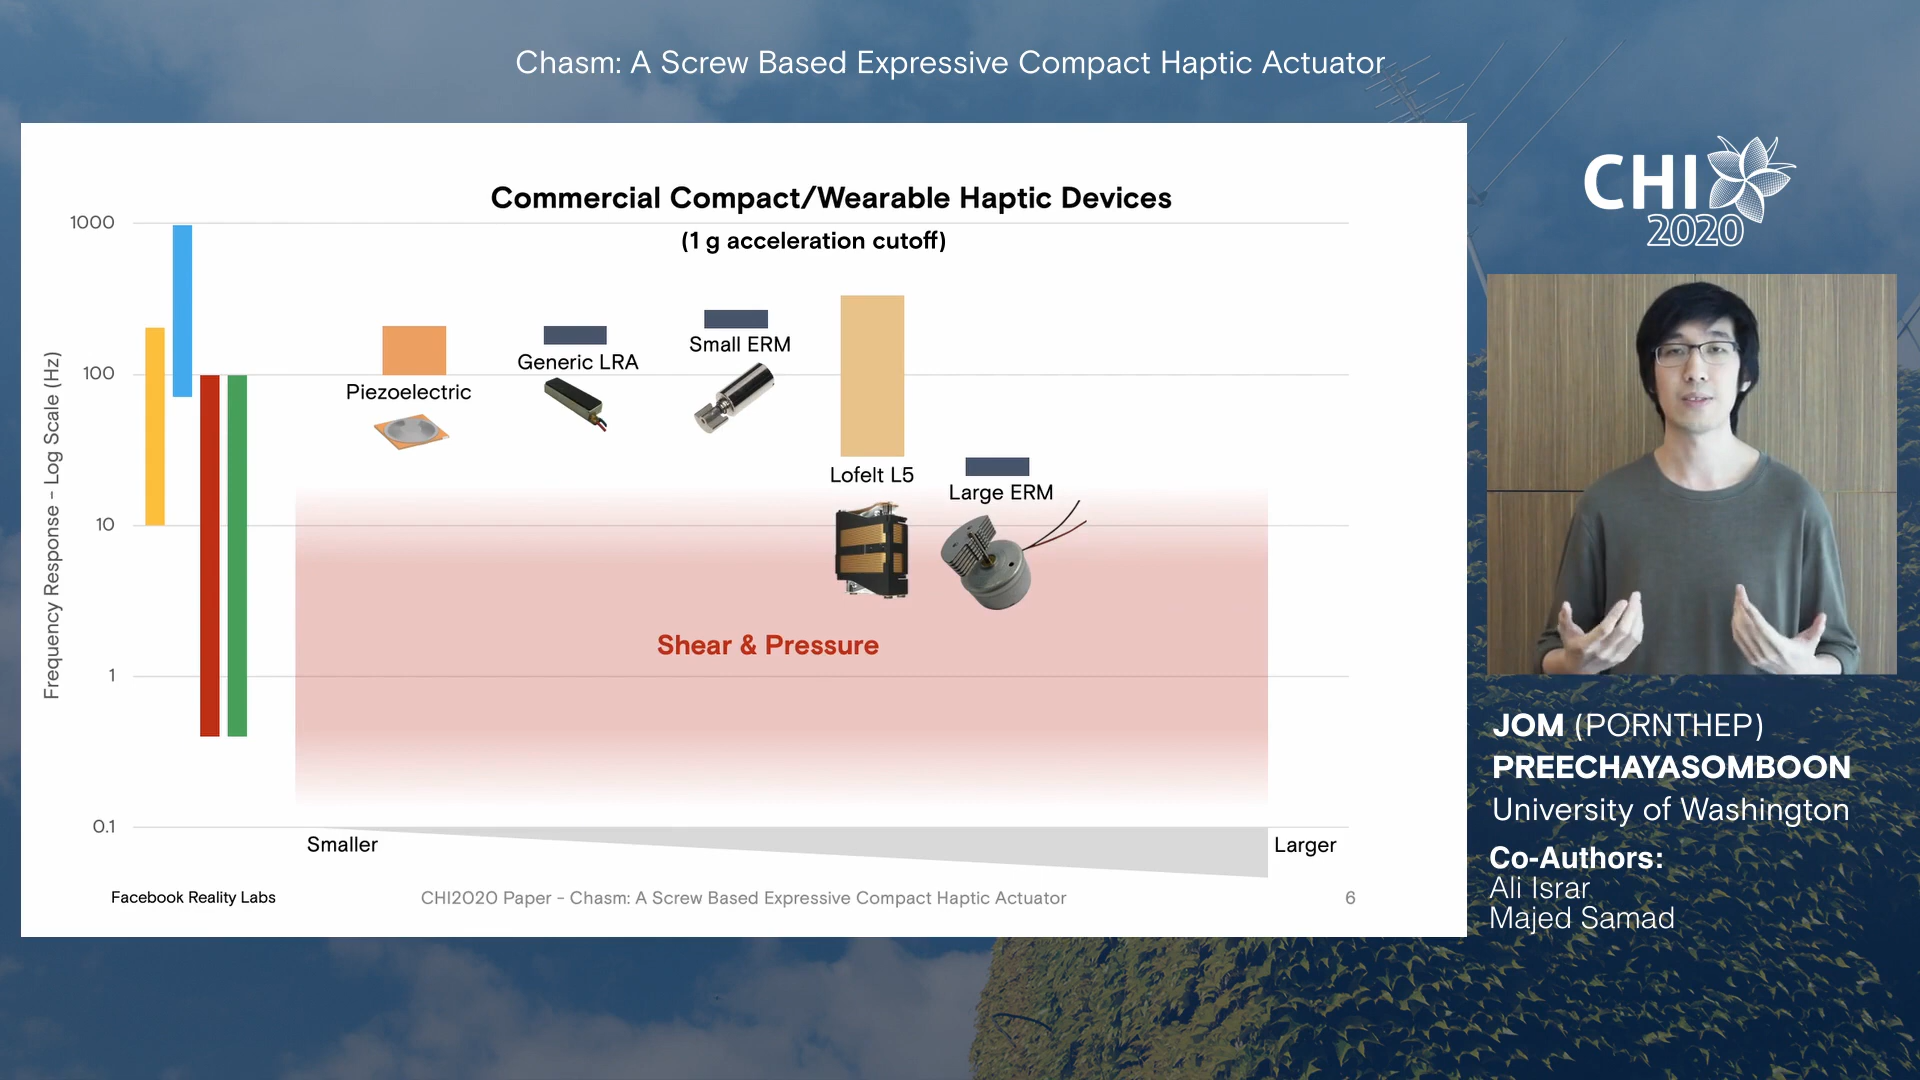 Chasm: A Screw Based Expressive Compact Haptic Actuator
Commercial Compact/Wearable Haptic Devices
(1 g acceleration cutoff)
Frequency Response - Log Scale (Hz)
1000
100
10
1
0.1
Piezoelectric
Generic LRA
Small ERM
Lofelt L5
Large ERM
Shear & Pressure
Smaller
Larger
Facebook Reality Labs
CHI2020 Paper - Chasm: A Screw Based Expressive Compact Haptic Actuator
6
CHI
2020
JOM (PORNTHEP)
PREECHAYASOMBOON
University of Washington
Co-Authors:
Ali Israr
Majed Samad